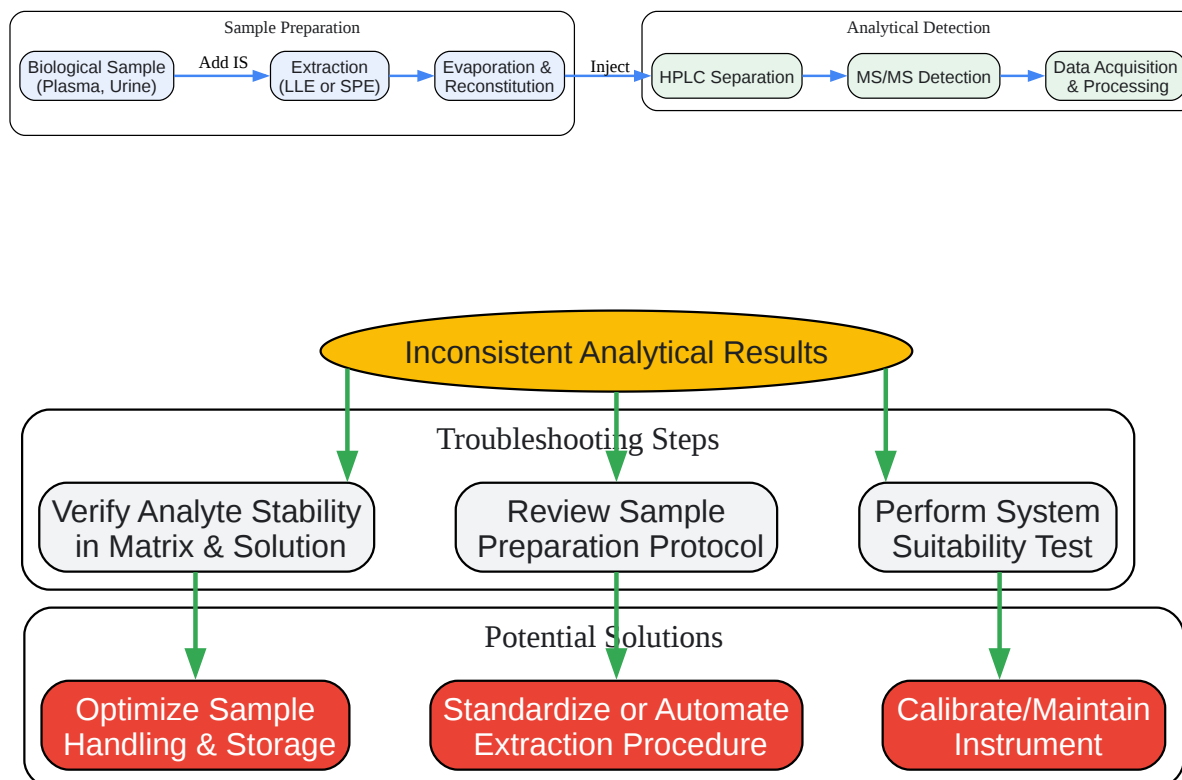 Sample Preparation
Biological Sample
(Plasma, Urine)
Add IS
Extraction
(LLE or SPE)
Evaporation &
Reconstitution
Inject
Analytical Detection
HPLC Separation
MS/MS Detection
Data Acquisition
& Processing
Inconsistent Analytical Results
Troubleshooting Steps
Verify Analyte Stability
in Matrix & Solution
Review Sample
Preparation Protocol
Perform System
Suitability Test
Potential Solutions
Optimize Sample
Handling & Storage
Standardize or Automate
Extraction Procedure
Calibrate/Maintain
Instrument